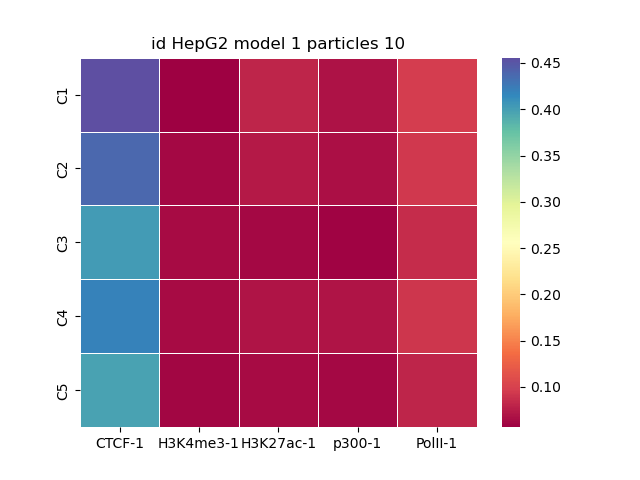 id HepG2 model 1 particles 10
C1
C2
C3
C4
C5
CTCF-1 H3K4me3-1 H3K27ac-1 p300-1 PolII-1
0.45
0.40
0.35
0.30
0.25
0.20
0.15
0.10